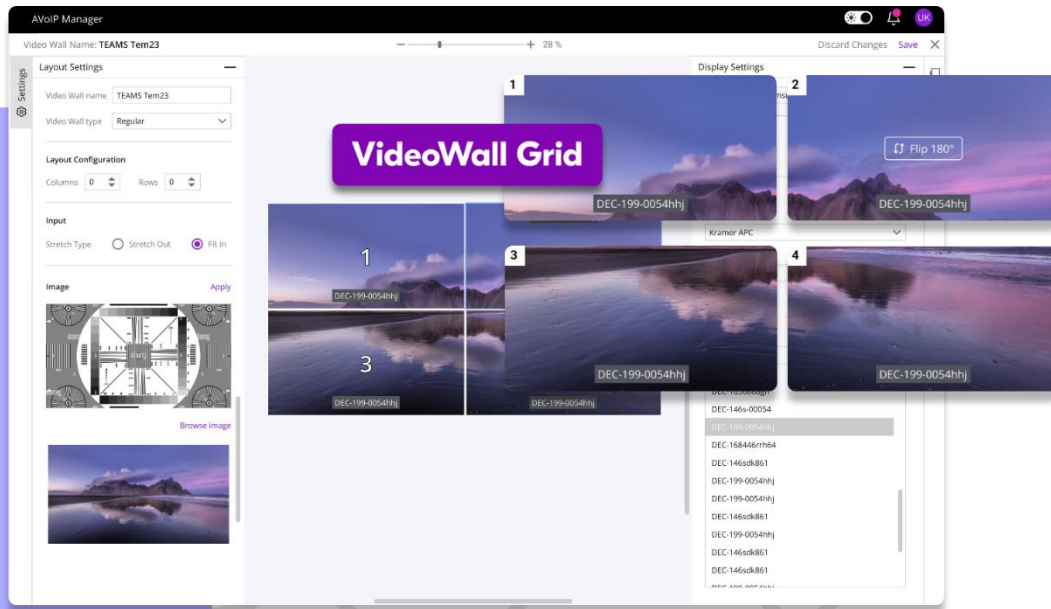 AVoIP Manager
UK
Video Wall Name: TEAMS Tem23
28 %
Discard Changes Save
Settings
Layout Settings
Video Wall name TEAMS Tem23
Video Wall type Regular
Layout Configuration
Columns 0 Rows 0
Input
Stretch Type Stretch Out Fit In
Image Apply
Browse image
VideoWall Grid
1
DEC-199-0054hhj
3
DEC-199-0054hhj
DEC-199-0054hhj
Display Settings
1
DEC-199-0054hhj
2
Flip 180°
DEC-199-0054hhj
Kramer APC
3
DEC-199-0054hhj
4
DEC-199-0054hhj
DEC-146s-00054
DEC-199-0054hhj
DEC-168446rrh64
DEC-146sdk861
DEC-199-0054hhj
DEC-199-0054hhj
DEC-146sdk861
DEC-199-0054hhj
DEC-146sdk861
DEC-146sdk861